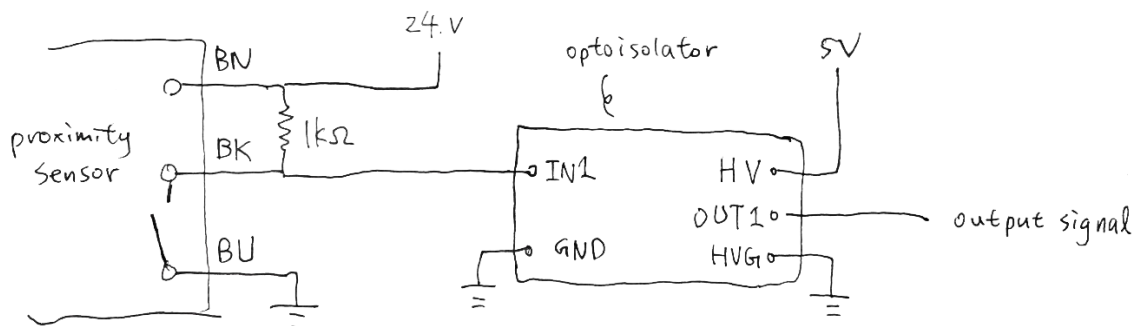 24.V
BN
optoisolator
5V
proximity
sensor
1kΩ
BK
IN1
HV
OUT1
output signal
BU
GND
HVG